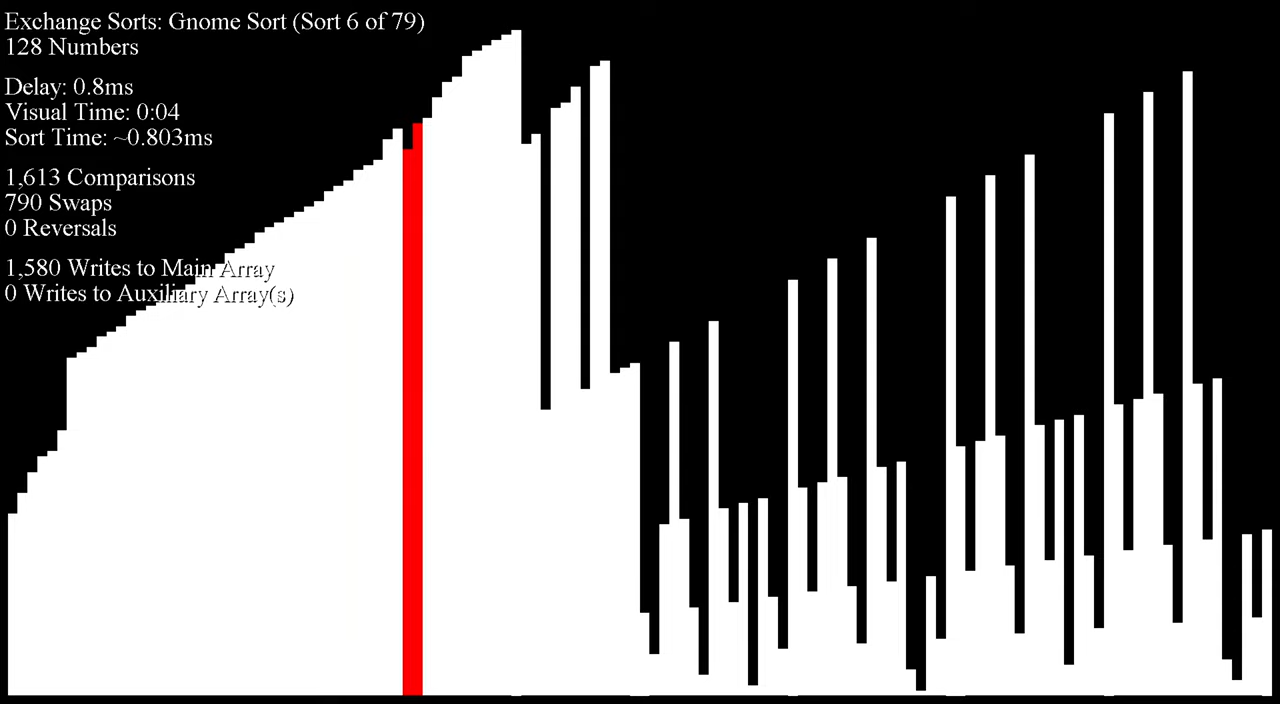 Exchange Sorts: Gnome Sort (Sort 6 of 79)
128 Numbers
Delay: 0.8ms
Visual Time: 0:04
Sort Time: ~0.803ms
1,613 Comparisons
790 Swaps
0 Reversals
1,580 Writes to Main Array
0 Writes to Auxiliary Array(s)